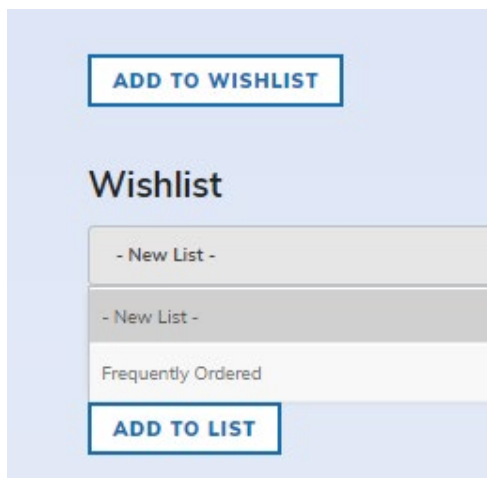 ADD TO WISHLIST
Wishlist
- New List -
- New List -
Frequently Ordered
ADD TO LIST